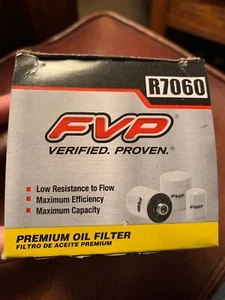 R7060
FVP®
VERIFIED. PROVEN.®
• Low Resistance to Flow
• Maximum Efficiency
• Maximum Capacity
PREMIUM OIL FILTER
FILTRO DE ACEITE PREMIUM